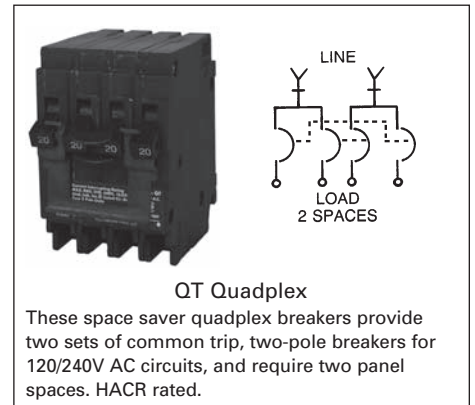 LINE
20
20
20
LOAD
2 SPACES
QT Quadplex
These space saver quadplex breakers provide
two sets of common trip, two-pole breakers for
120/240V AC circuits, and require two panel
spaces. HACR rated.